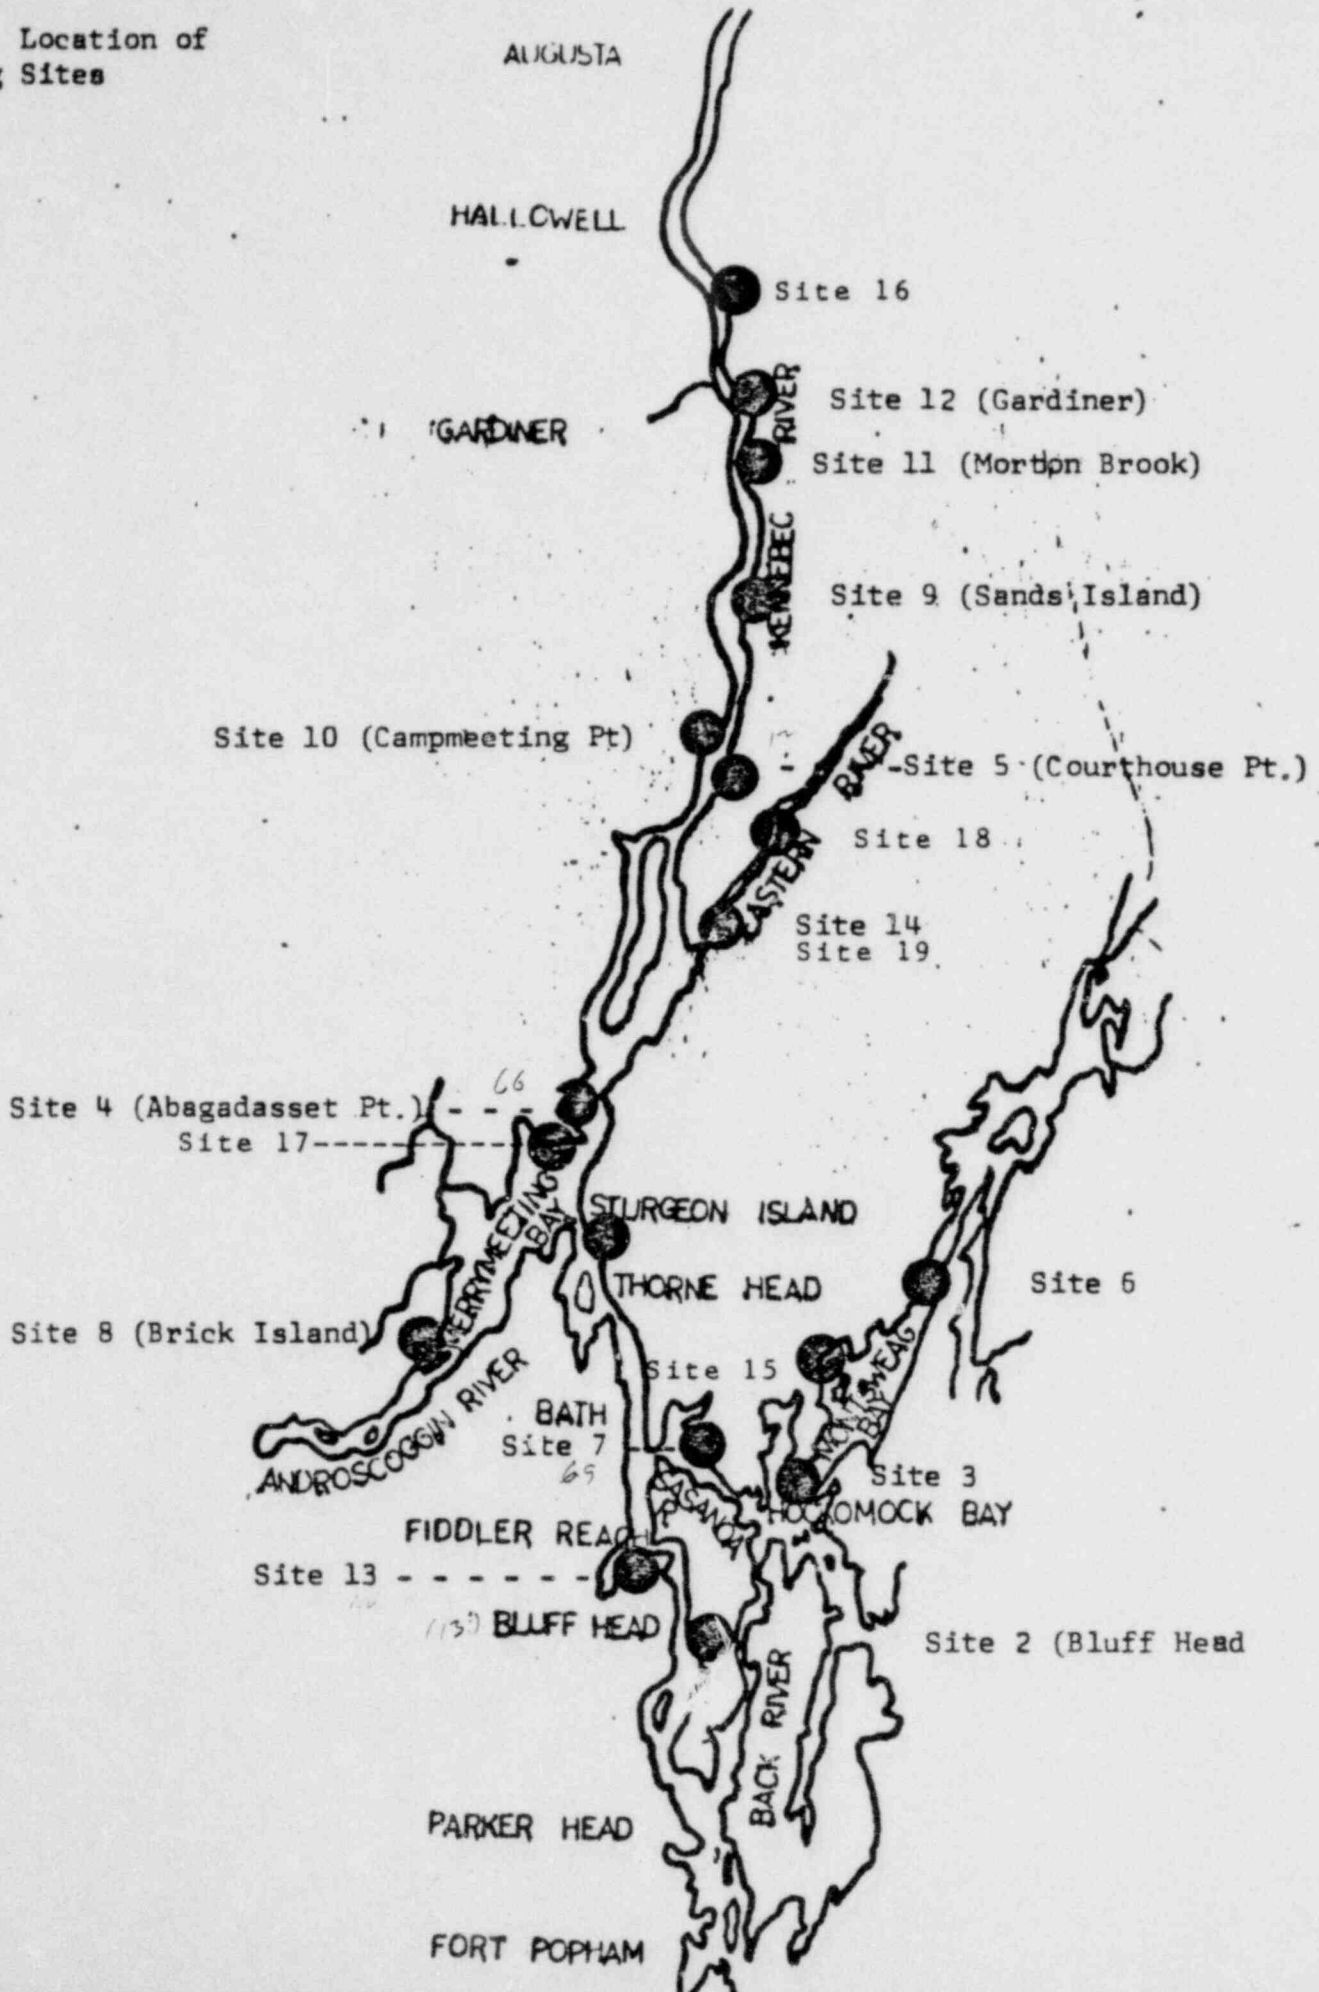 Location of
g Sites
AUGUSTA
HALLOWELL
Site 16
RIVER
Site 12 (Gardiner)
GARDINER
Site 11 (Morton Brook)
KENNEBEC
Site 9 (Sands Island)
Site 10 (Campmeeting Pt)
RIVER
Site 5 (Courthouse Pt.)
Site 18
EASTERN
Site 14
Site 19
66
Site 4 (Abagadasset Pt.)
Site 17
MERRYMEETING
BAY
STURGEON ISLAND
THORNE HEAD
Site 6
Site 8 (Brick Island)
ANDROSCOGGIN RIVER
Site 15
MONTSWEAG
BAY
BATH
Site 7
69
SASANOA
R
Site 3
HOCKOMOCK BAY
FIDDLER REACH
Site 13
BLUFF HEAD
Site 2 (Bluff Head
BACK RIVER
PARKER HEAD
FORT POPHAM